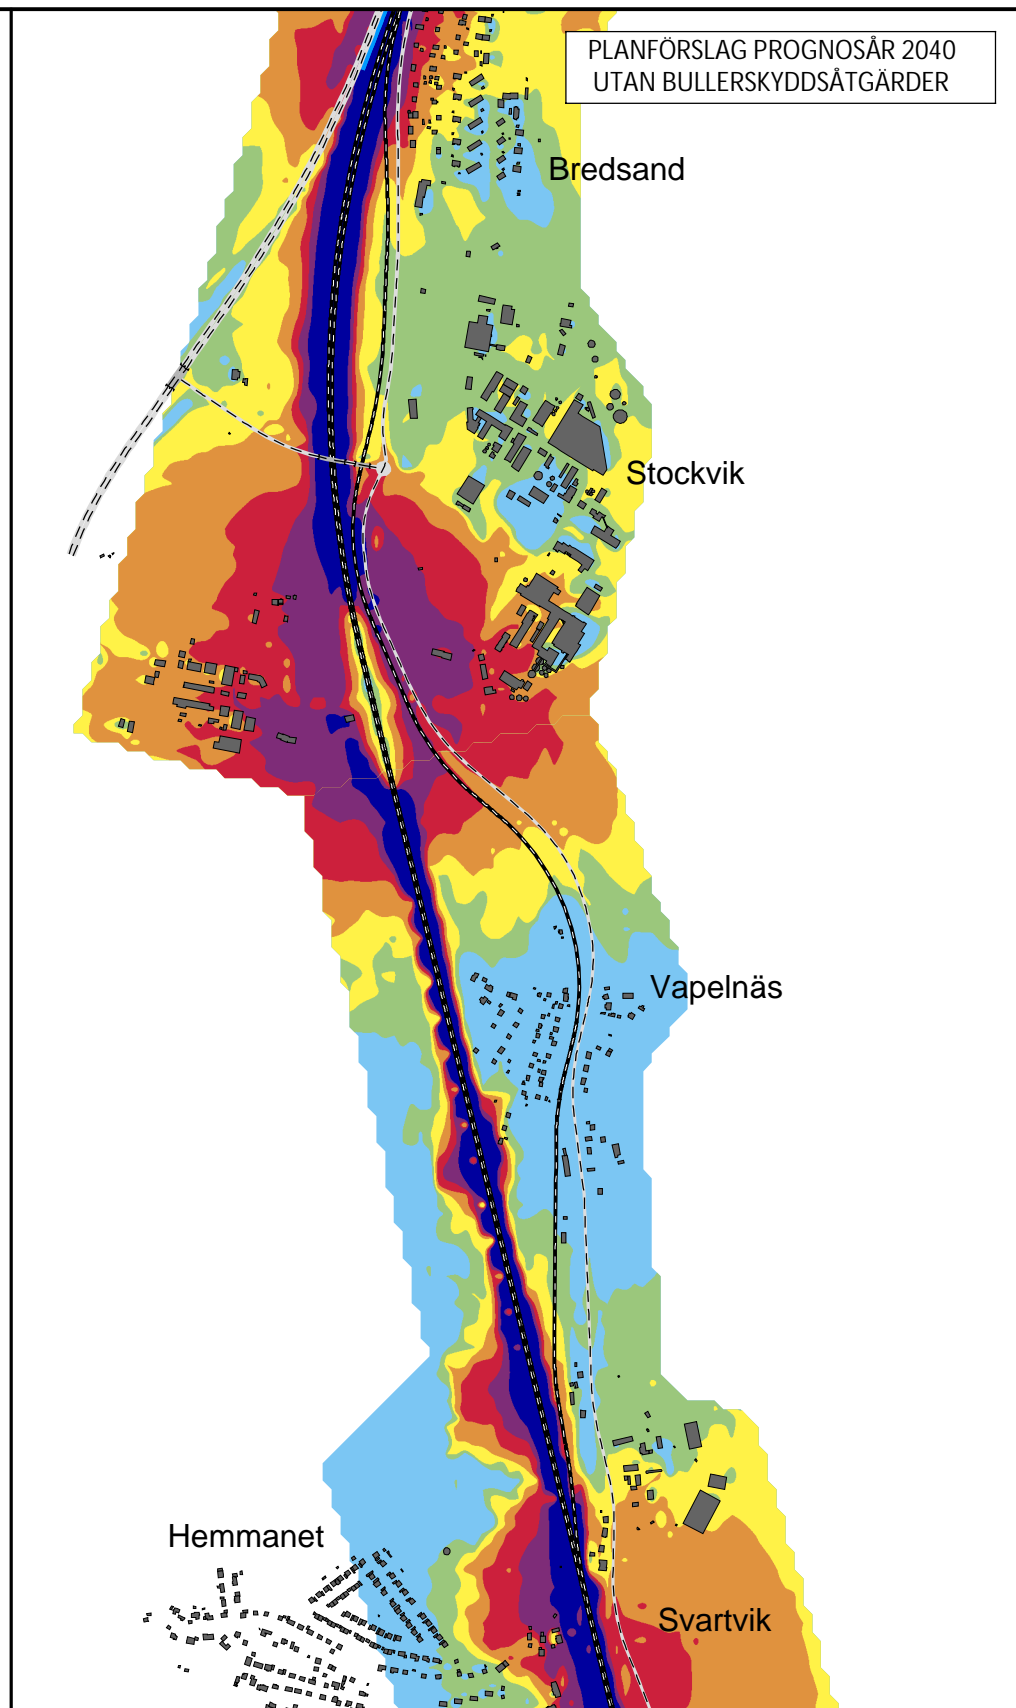 PLANFÖRSLAG PROGNOSÅR 2040
UTAN BULLERSKYDDSÅTGÄRDER
Bredsand
Stockvik
Vapelnäs
Hemmanet
Svartvik